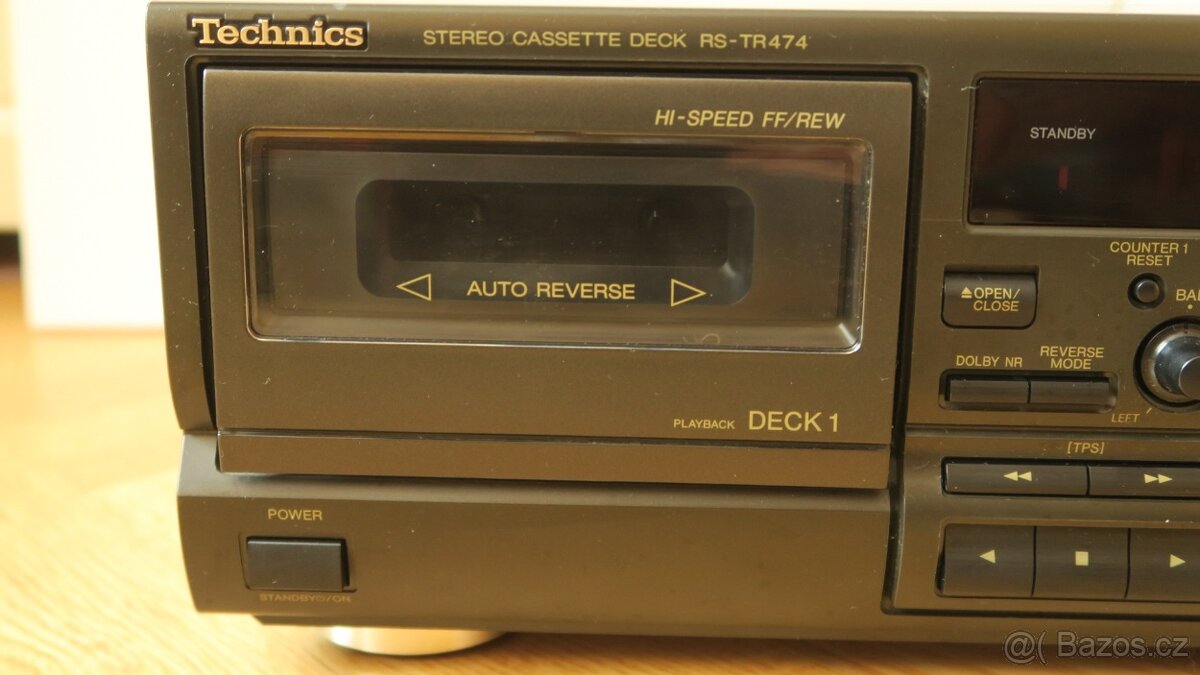 Technics
STEREO CASSETTE DECK RS-TR474
HI-SPEED FF/REW
AUTO REVERSE
PLAYBACK DECK 1
POWER
STANDBY⏻/ON
STANDBY
COUNTER 1
RESET
⏏OPEN/
CLOSE
DOLBY NR
REVERSE
MODE
LEFT
[TPS]
@( Bazos.cz